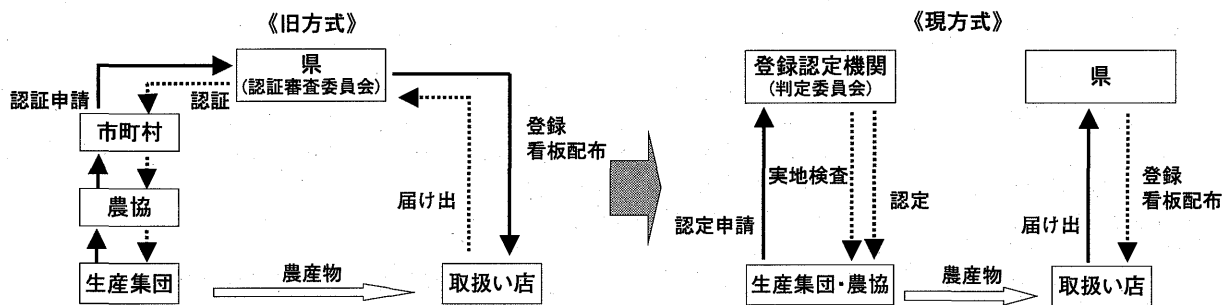 《旧方式》
県
(認証審査委員会)
認証申請
認証
市町村
農協
生産集団
農産物
届け出
登録
看板配布
取扱い店
《現方式》
登録認定機関
(判定委員会)
県
実地検査
認定申請
認定
生産集団・農協
農産物
届け出
登録
看板配布
取扱い店